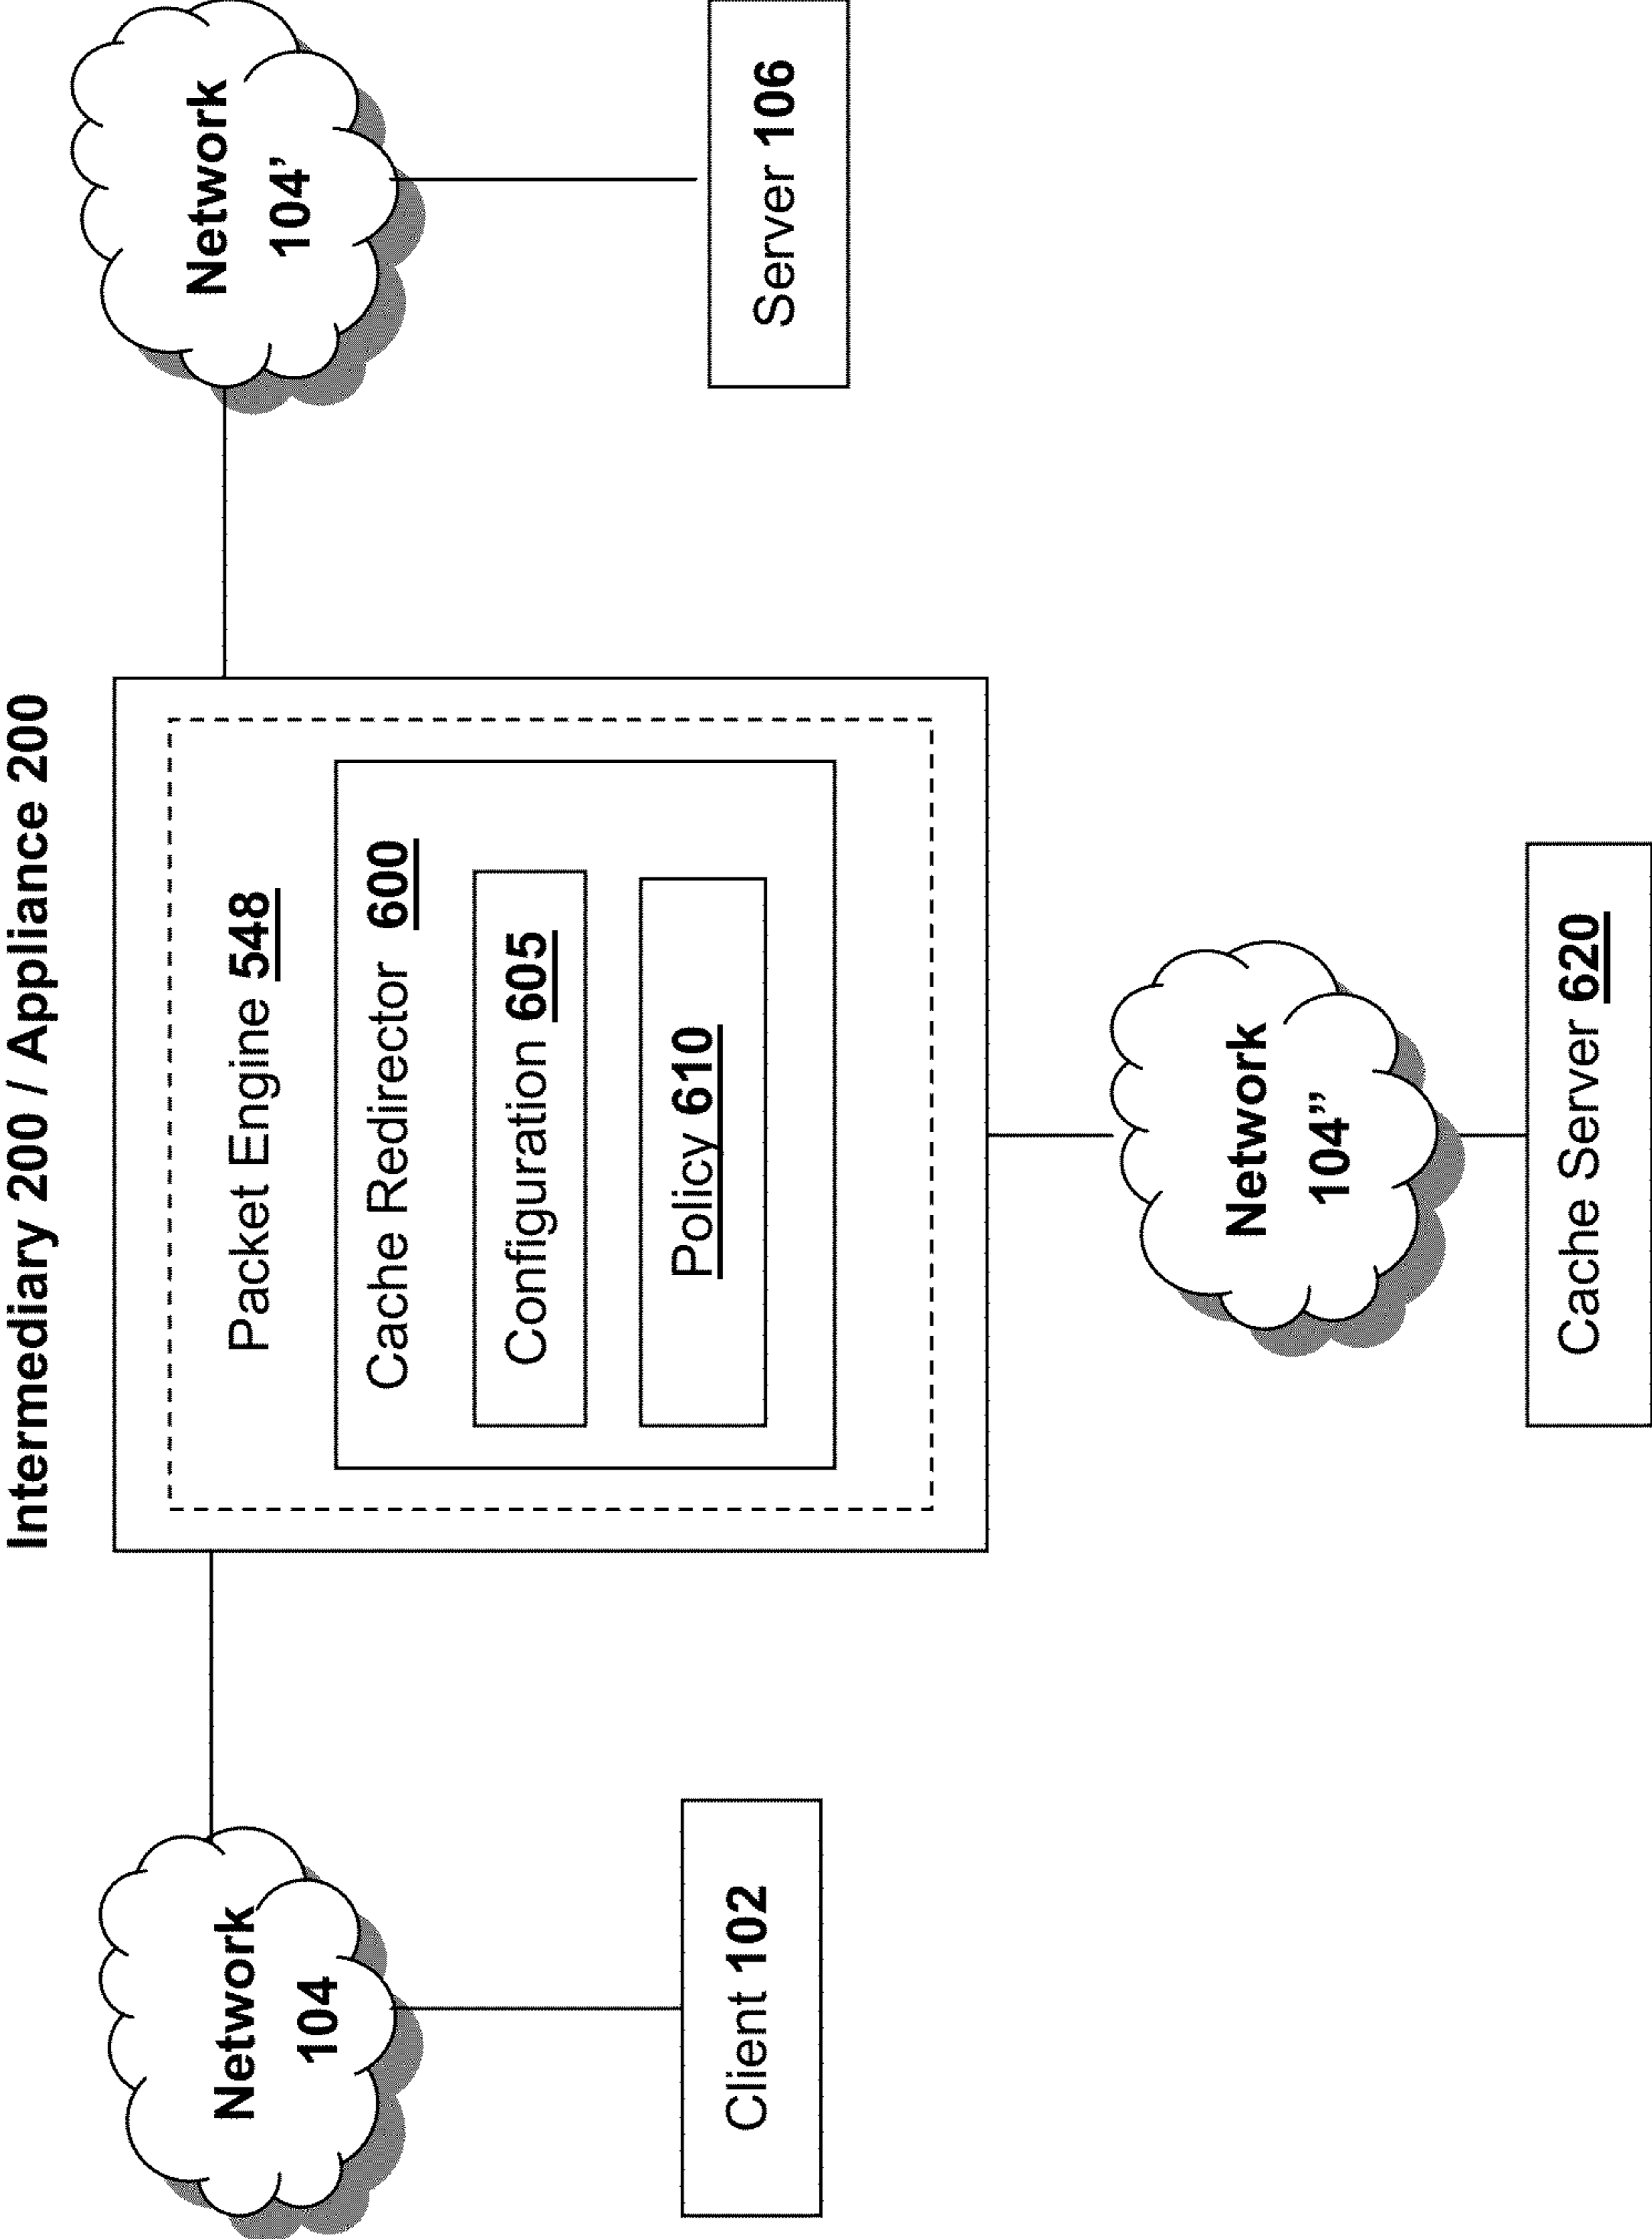 Intermediary 200 / Appliance 200
Network
104
Client 102
Packet Engine 548
Cache Redirector 600
Configuration 605
Policy 610
Network
104'
Server 106
Network
104”
Cache Server 620